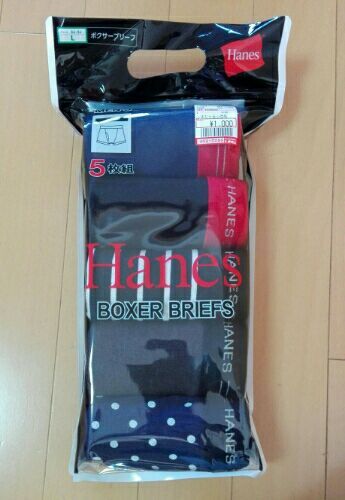 L
ボクサーブリーフ
Hanes
¥1,000
5枚組
Hanes
BOXER BRIEFS
HANES
HANES
HANES
HANES